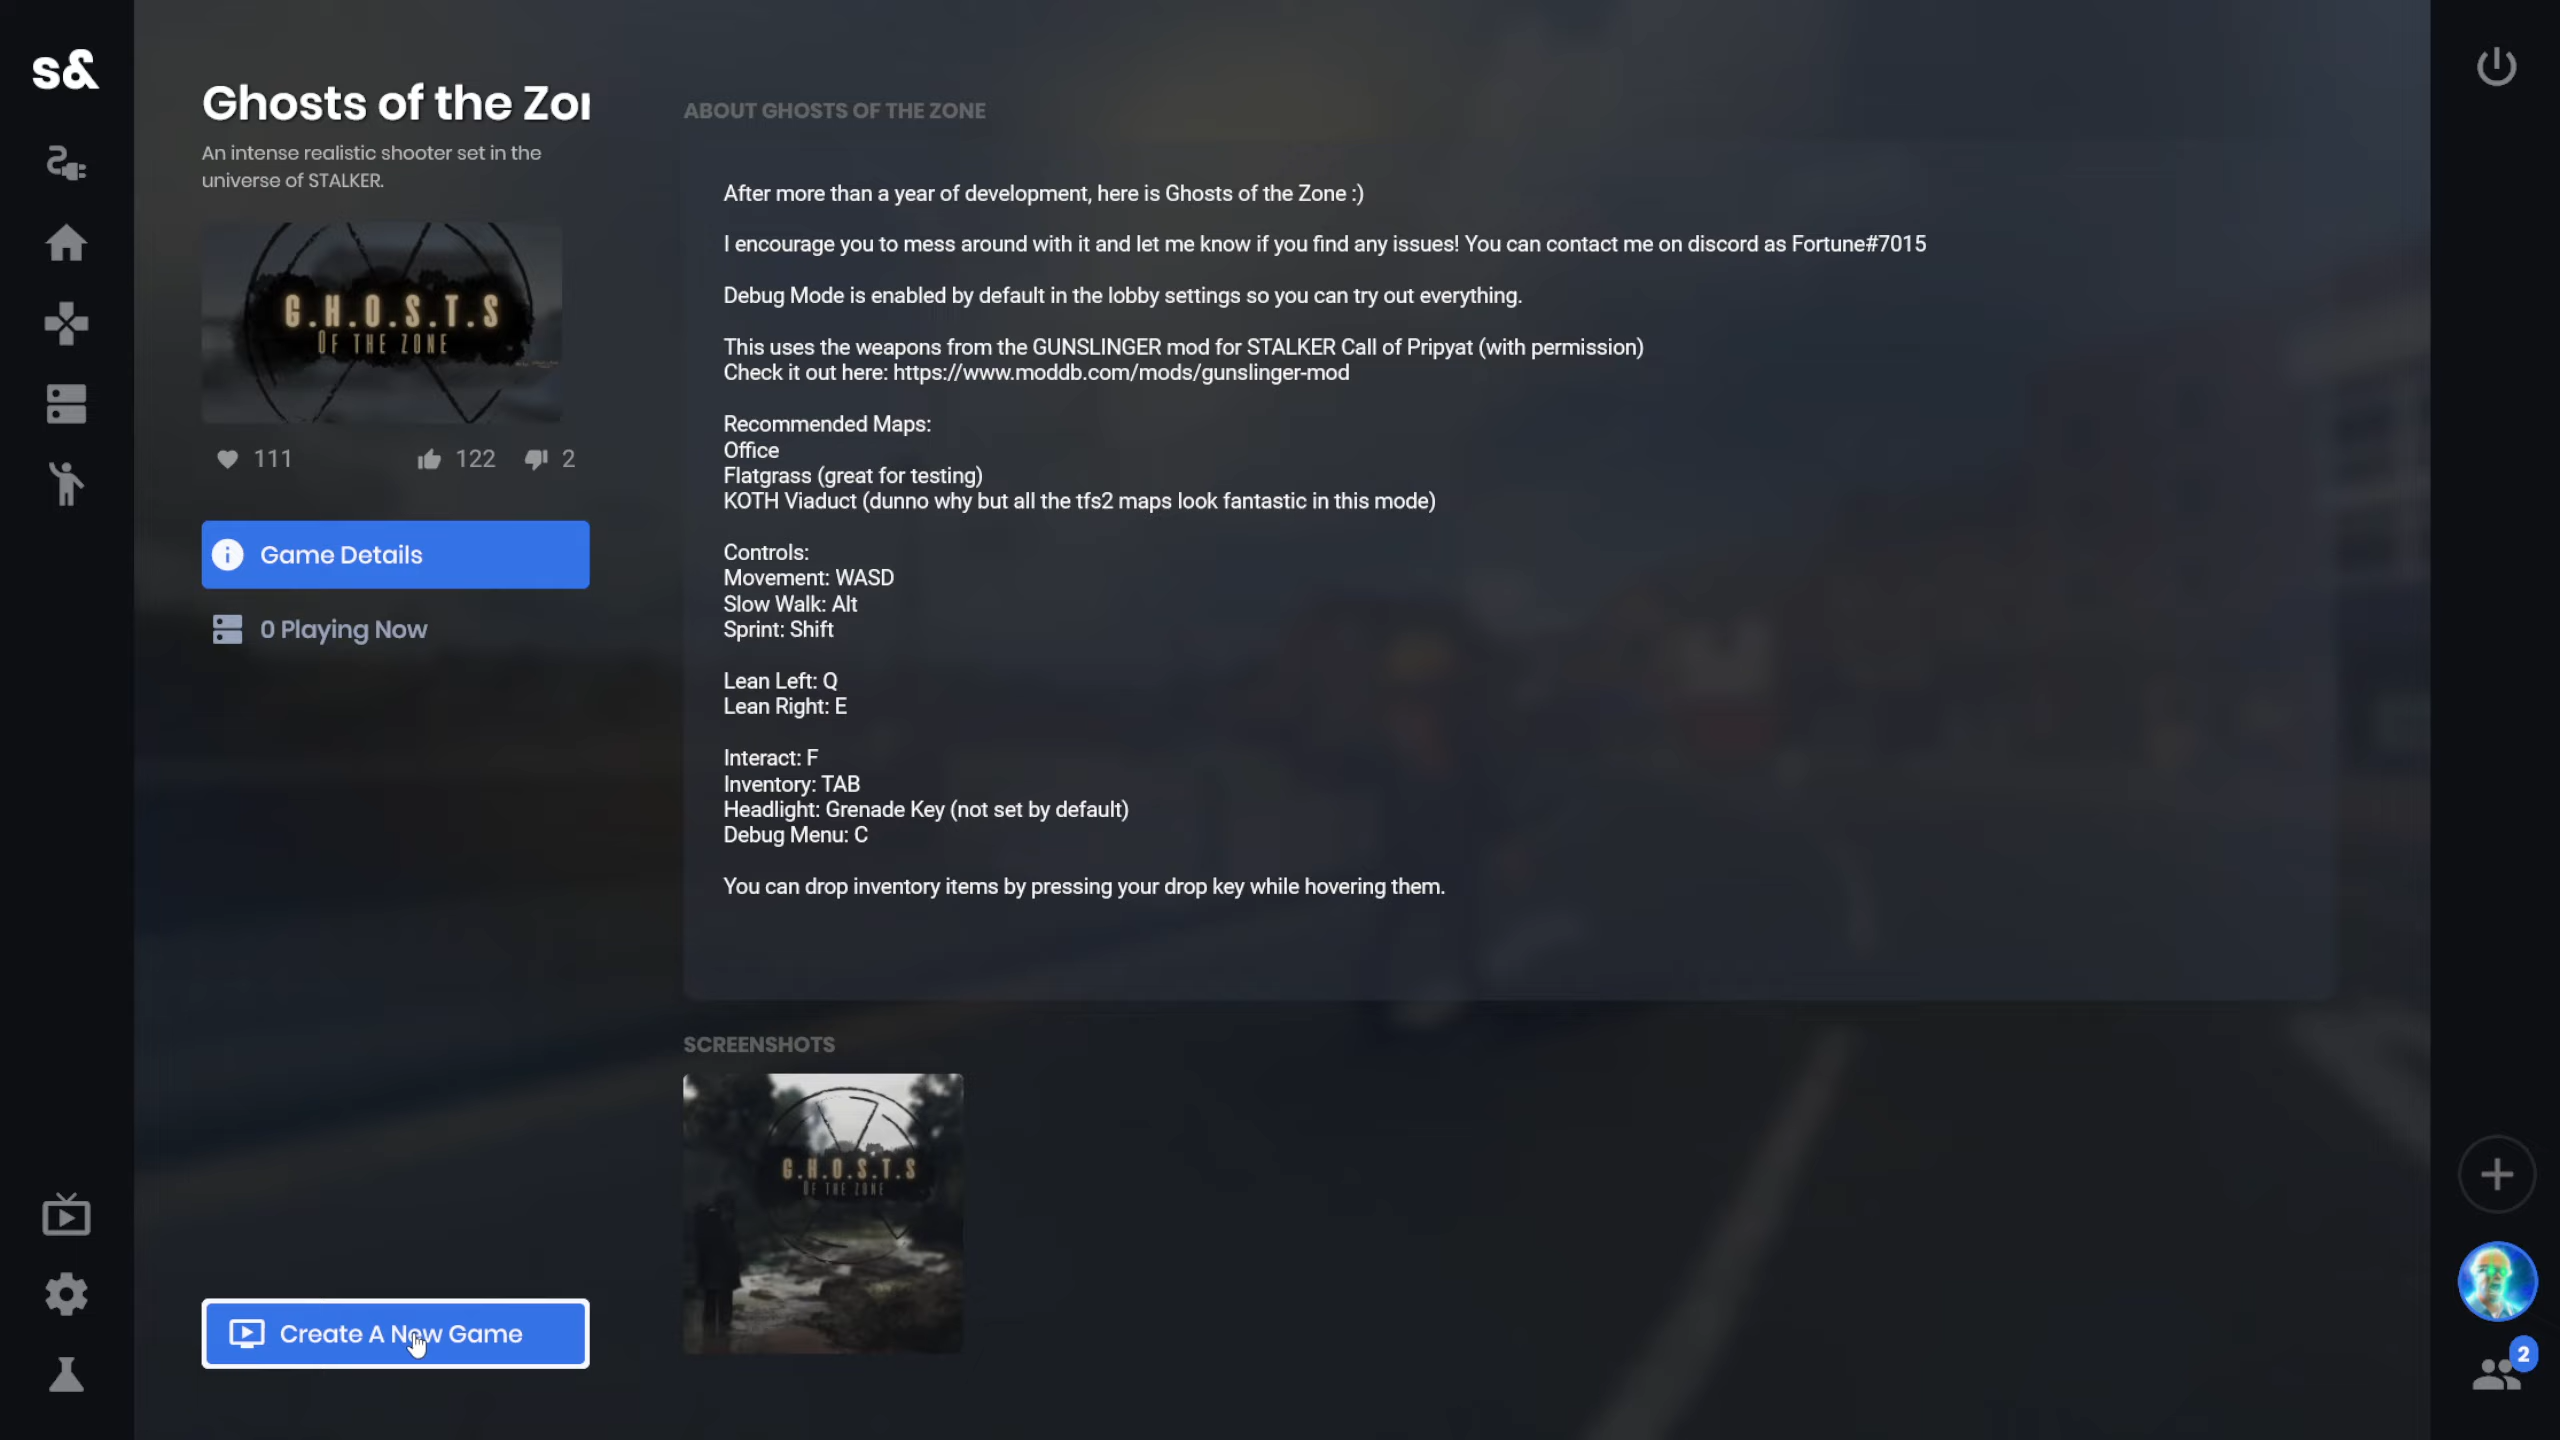 s&
Ghosts of the Zor
An intense realistic shooter set in the
universe of STALKER.
G.H.O.S.T.S
OF THE ZONE
111
122
2
Game Details
0 Playing Now
Create A New Game
ABOUT GHOSTS OF THE ZONE
After more than a year of development, here is Ghosts of the Zone :)
I encourage you to mess around with it and let me know if you find any issues! You can contact me on discord as Fortune#7015
Debug Mode is enabled by default in the lobby settings so you can try out everything.
This uses the weapons from the GUNSLINGER mod for STALKER Call of Pripyat (with permission)
Check it out here: https://www.moddb.com/mods/gunslinger-mod
Recommended Maps:
Office
Flatgrass (great for testing)
KOTH Viaduct (dunno why but all the tfs2 maps look fantastic in this mode)
Controls:
Movement: WASD
Slow Walk: Alt
Sprint: Shift
Lean Left: Q
Lean Right: E
Interact: F
Inventory: TAB
Headlight: Grenade Key (not set by default)
Debug Menu: C
You can drop inventory items by pressing your drop key while hovering them.
SCREENSHOTS
G.H.O.S.T.S
OF THE ZONE
2